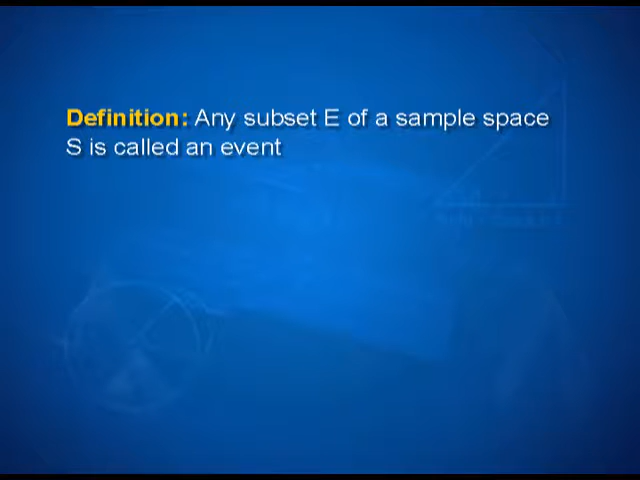 Definition: Any subset E of a sample space
S is called an event